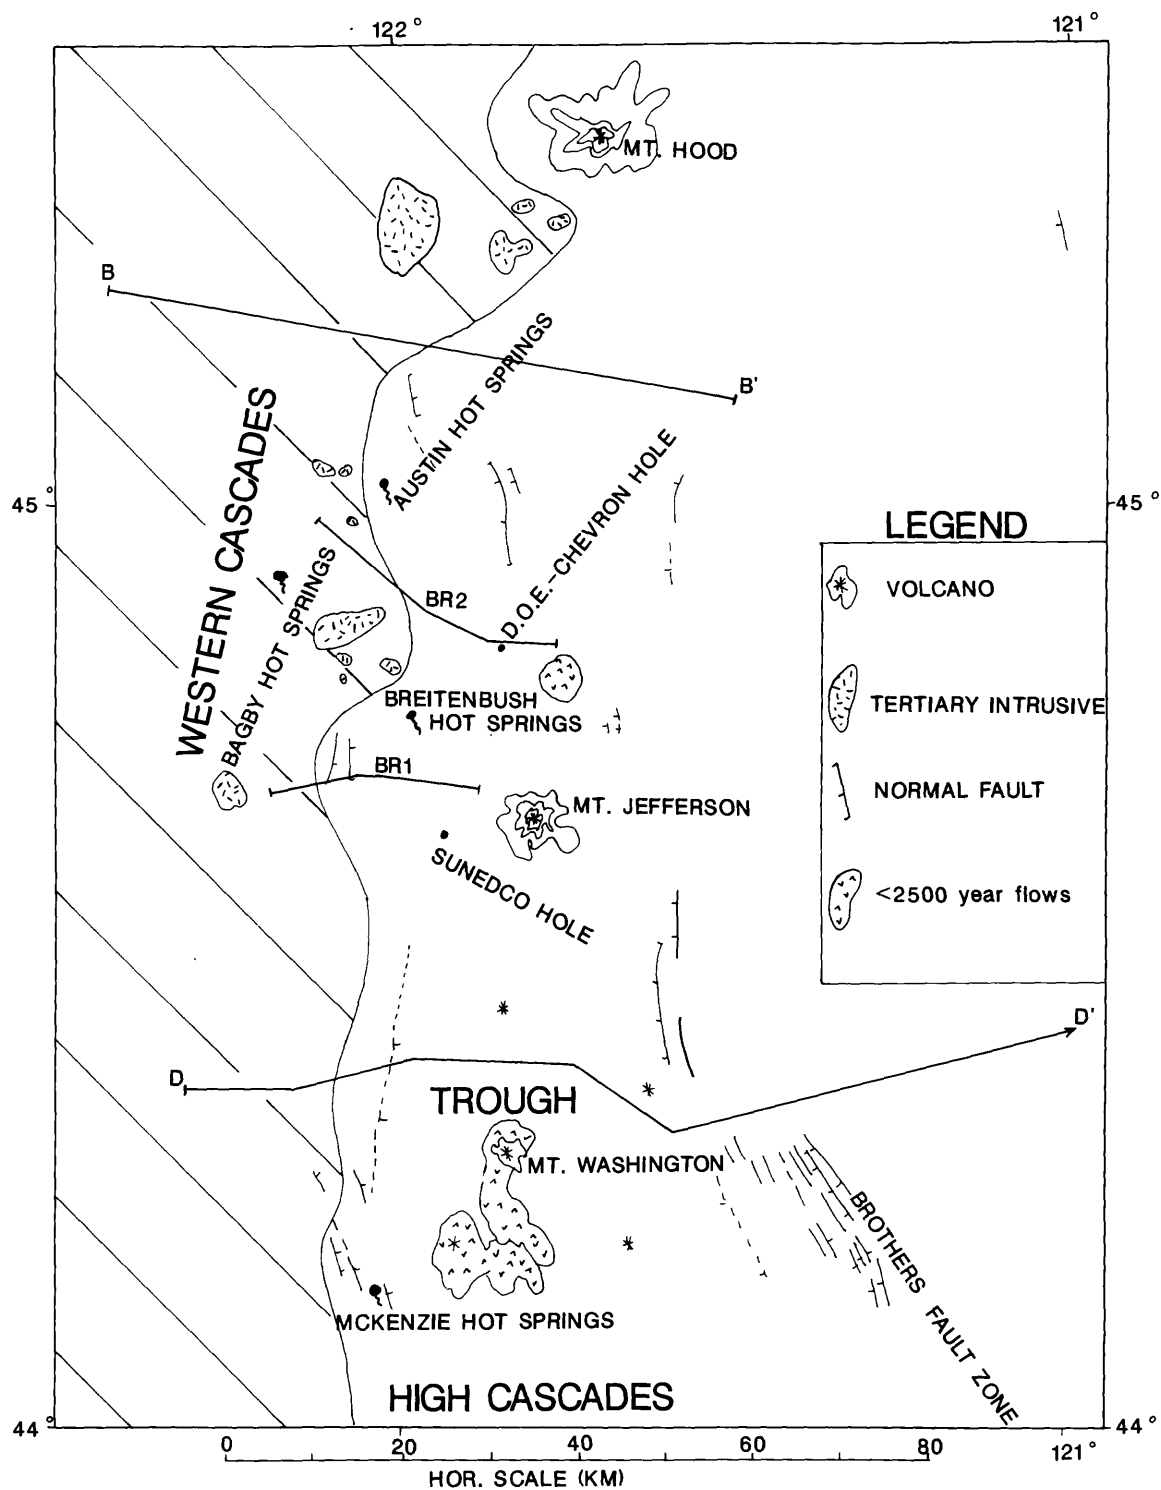 122°
121°
MT. HOOD
B
B'
AUSTIN HOT SPRINGS
WESTERN CASCADES
D.O.E.-CHEVRON HOLE
45°
45°
LEGEND
VOLCANO
TERTIARY INTRUSIVE
NORMAL FAULT
<2500 year flows
BAGBY HOT SPRINGS
BR2
BREITENBUSH
HOT SPRINGS
BR1
MT. JEFFERSON
SUNEDCO HOLE
D
D'
TROUGH
MT. WASHINGTON
BROTHERS FAULT ZONE
MCKENZIE HOT SPRINGS
HIGH CASCADES
44°
44°
0 20 40 60 80 121°
HOR. SCALE (KM)